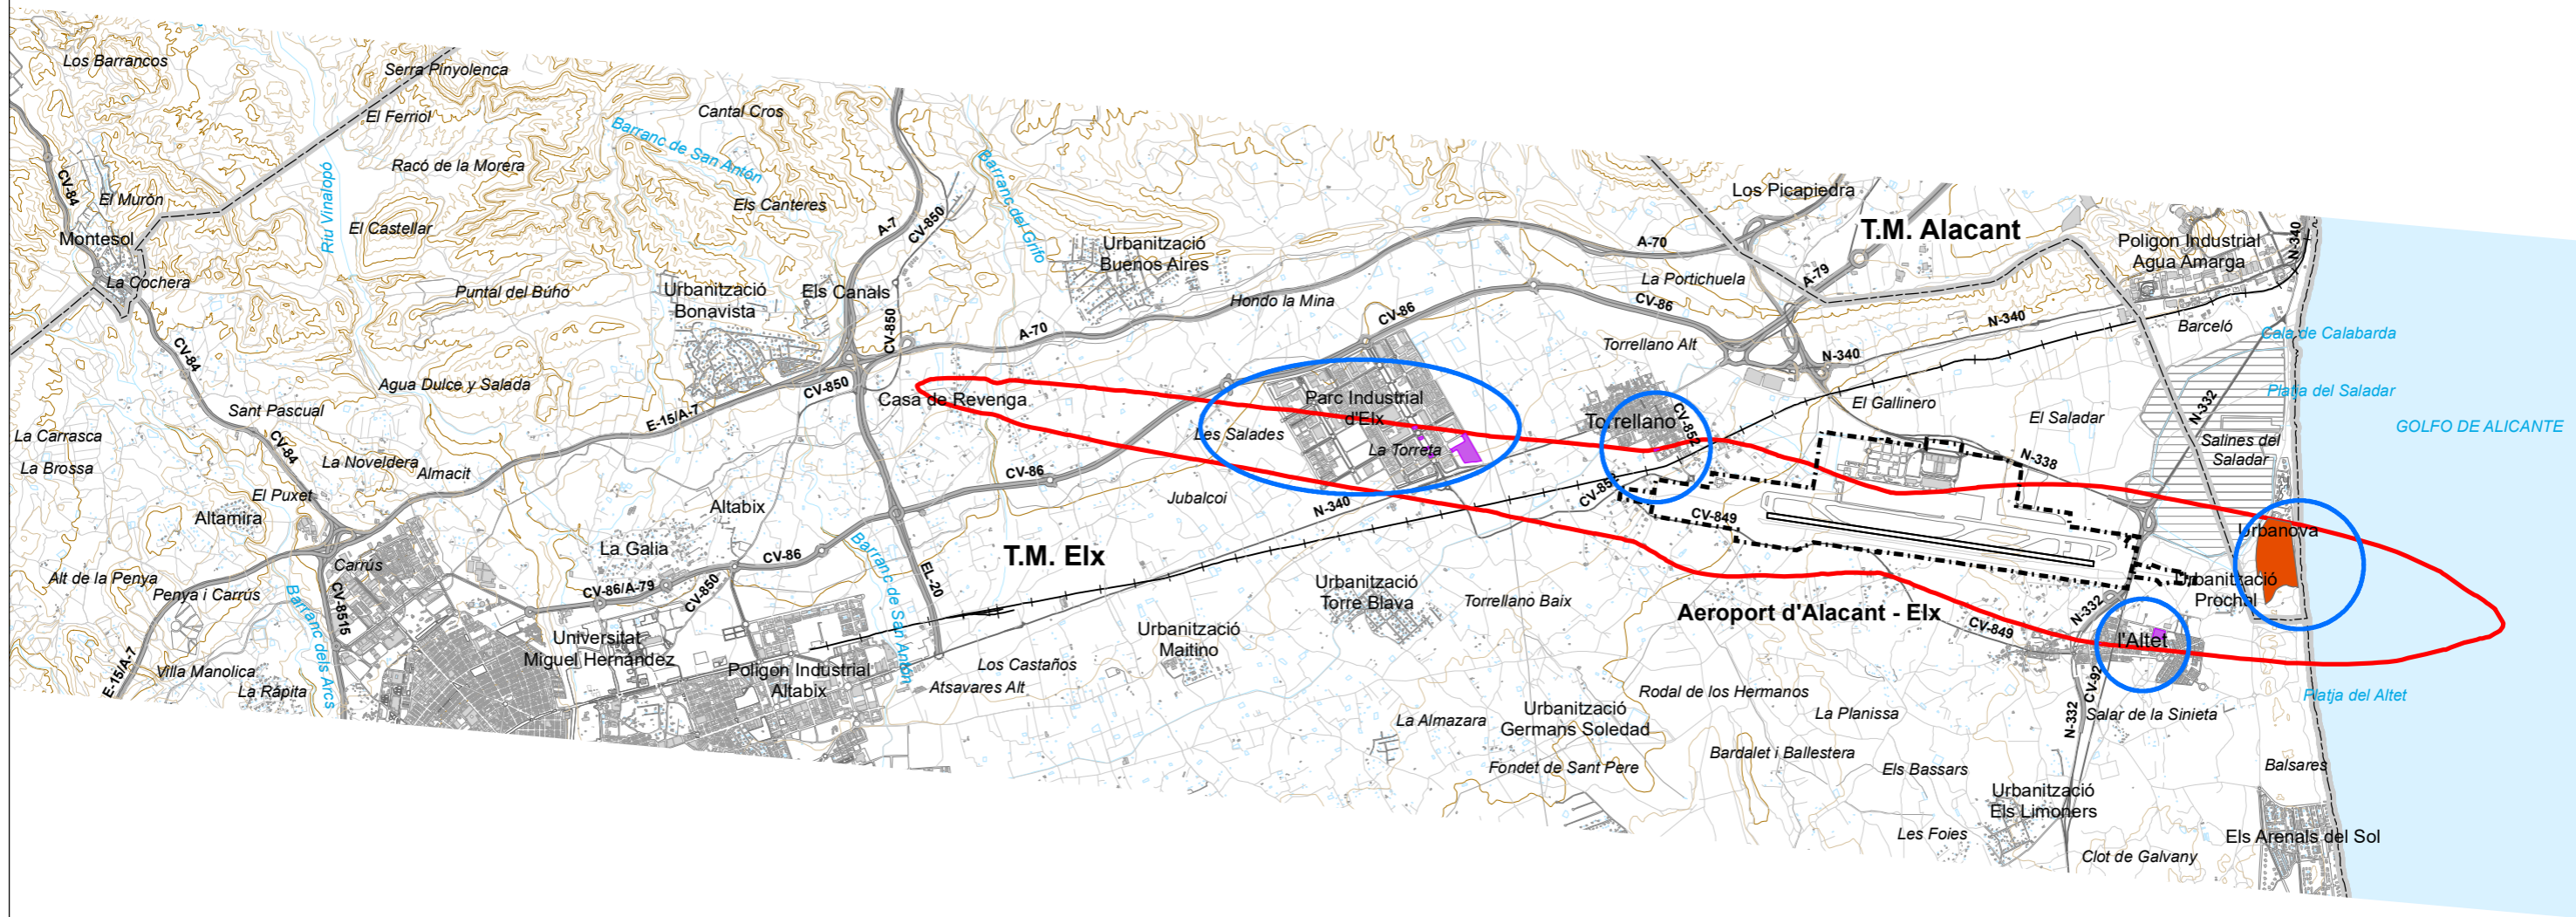 Los Barrancos
Serra Pinyolenca
El Ferriol
Cantal Cros
Barranc de San Antón
Racó de la Morera
Els Canteres
Riu Vinalopó
El Castellar
CV-84
El Murón
Montesol
La Cochera
A-7
CV-850
Barranc del Grifo
Urbanització
Buenos Aires
Los Picapiedra
T.M. Alacant
A-70
Poligon Industrial
Agua Amarga
N-340
La Portichuela
A-79
Puntal del Búho
Urbanització
Bonavista
Els Canals
Hondo la Mina
CV-86
CV-86
N-340
Barceló
Cala de Calabarda
CV-850
A-70
Torrellano Alt
N-340
CV-84
Agua Dulce y Salada
CV-850
Casa de Revenga
Parc Industrial
d'Elx
El Gallinero
Platja del Saladar
N-332
Sant Pascual
E-15/A-7
Torrellano
CV-852
El Saladar
GOLFO DE ALICANTE
La Carrasca
CV-84
Les Salades
La Torreta
Salines del
Saladar
La Brossa
La Noveldera
Almacit
CV-86
N-338
El Puxet
Jubalcoi
N-340
CV-852
Altamira
Altabix
CV-849
Urbanova
La Galia
CV-86
Barranc de San Antón
T.M. Elx
Carrús
Alt de la Penya
Penya i Carrús
Barranc dels Arcs
CV-8515
CV-86/A-79
CV-850
EL-20
Urbanització
Torre Blava
Torrellano Baix
Aeroport d'Alacant - Elx
Urbanització
Prochal
N-332
CV-849
l'Altet
Urbanització
Maitino
Universitat
Miguel Hernández
Poligon Industrial
Altabix
Los Castaños
Atsavares Alt
E-15/A-7
Villa Manolica
La Ràpita
Rodal de los Hermanos
CV-92
Platja del Altet
La Almazara
Urbanització
Germans Soledad
La Planissa
N-332
Salar de la Sinieta
Bardalet i Ballestera
Fondet de Sant Pere
Els Bassars
Balsares
Urbanització
Els Limoners
Les Foies
Els Arenals del Sol
Clot de Galvany